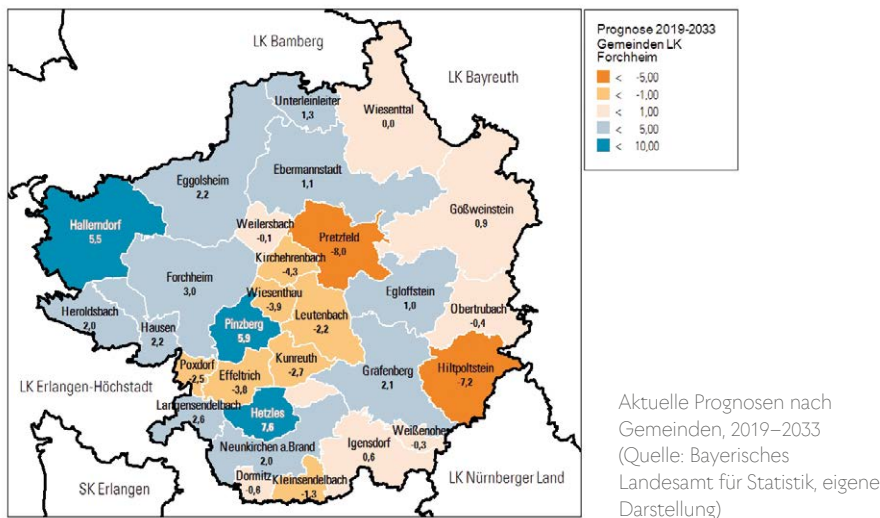 LK Bamberg
LK Bayreuth
Unterleinleiter
1,3
Wiesenttal
0,0
Ebermannstadt
1,1
Eggolsheim
2,2
Gößweinstein
0,9
Hallerndorf
5,5
Weilersbach
-0,1
Pretzfeld
-8,0
Kirchehrenbach
-4,3
Forchheim
3,0
Wiesenthau
-3,9
Egloffstein
1,0
Leutenbach
-2,2
Obertrubach
-0,4
Heroldsbach
2,0
Hausen
2,2
Pinzberg
5,9
Poxdorf
-2,5
Effeltrich
-3,8
Kunreuth
-2,7
Gräfenberg
2,1
Hiltpoltstein
-7,2
LK Erlangen-Höchstadt
Langensendelbach
2,6
Hetzles
7,6
Weißenohe
-0,3
Neunkirchen a.Brand
2,0
Igensdorf
0,6
Dormitz
-0,6
Kleinsendelbach
-1,3
SK Erlangen
LK Nürnberger Land
Prognose 2019-2033
Gemeinden LK
Forchheim
< -5,00
< -1,00
< 1,00
< 5,00
< 10,00
Aktuelle Prognosen nach
Gemeinden, 2019–2033
(Quelle: Bayerisches
Landesamt für Statistik, eigene
Darstellung)